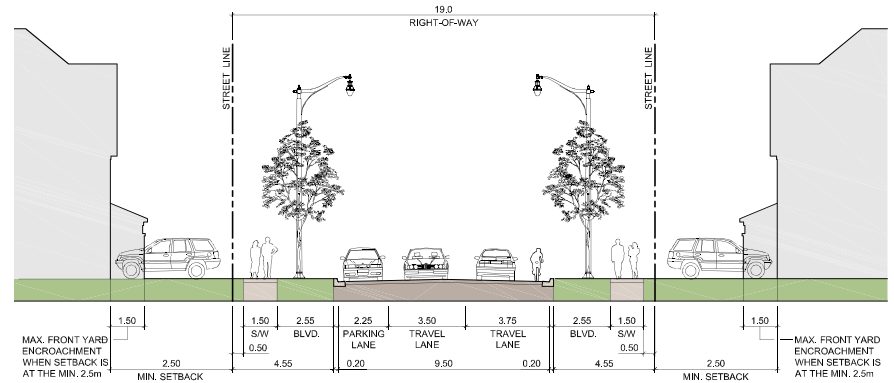 19.0
RIGHT-OF-WAY
STREET LINE
STREET LINE
1.50
1.50
2.55
2.25
3.50
3.75
2.55
1.50
1.50
S/W
BLVD.
PARKING
LANE
TRAVEL
LANE
TRAVEL
LANE
BLVD.
S/W
MAX. FRONT YARD
ENCROACHMENT
WHEN SETBACK IS
AT THE MIN. 2.5m
0.50
0.50
MAX. FRONT YARD
ENCROACHMENT
WHEN SETBACK IS
AT THE MIN. 2.5m
2.50
4.55
0.20
9.50
0.20
4.55
2.50
MIN. SETBACK
MIN. SETBACK